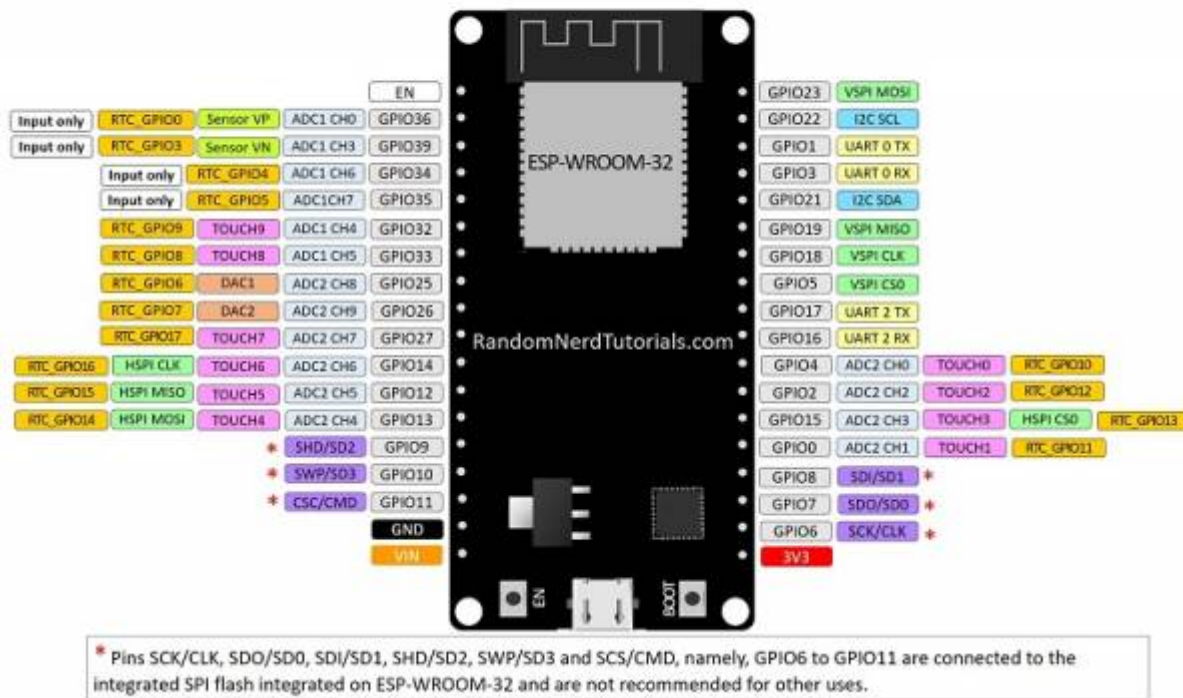 EN
Input only RTC_GPIO0 Sensor VP ADC1 CH0 GPIO36
Input only RTC_GPIO3 Sensor VN ADC1 CH3 GPIO39
Input only RTC_GPIO4 ADC1 CH6 GPIO34
Input only RTC_GPIO5 ADC1CH7 GPIO35
RTC_GPIO9 TOUCH9 ADC1 CH4 GPIO32
RTC_GPIO8 TOUCH8 ADC1 CH5 GPIO33
RTC_GPIO6 DAC1 ADC2 CH8 GPIO25
RTC_GPIO7 DAC2 ADC2 CH9 GPIO26
RTC_GPIO17 TOUCH7 ADC2 CH7 GPIO27
RTC_GPIO16 HSPI CLK TOUCH6 ADC2 CH6 GPIO14
RTC_GPIO15 HSPI MISO TOUCH5 ADC2 CH5 GPIO12
RTC_GPIO14 HSPI MOSI TOUCH4 ADC2 CH4 GPIO13
* SHD/SD2 GPIO9
* SWP/SD3 GPIO10
* CSC/CMD GPIO11
GND
VIN
ESP-WROOM-32
RandomNerdTutorials.com
EN
BOOT
GPIO23 VSPI MOSI
GPIO22 I2C SCL
GPIO1 UART 0 TX
GPIO3 UART 0 RX
GPIO21 I2C SDA
GPIO19 VSPI MISO
GPIO18 VSPI CLK
GPIO5 VSPI CS0
GPIO17 UART 2 TX
GPIO16 UART 2 RX
GPIO4 ADC2 CH0 TOUCH0 RTC_GPIO10
GPIO2 ADC2 CH2 TOUCH2 RTC_GPIO12
GPIO15 ADC2 CH3 TOUCH3 HSPI CS0 RTC_GPIO13
GPIO0 ADC2 CH1 TOUCH1 RTC_GPIO11
GPIO8 SDI/SD1 *
GPIO7 SDO/SD0 *
GPIO6 SCK/CLK *
3V3
* Pins SCK/CLK, SDO/SD0, SDI/SD1, SHD/SD2, SWP/SD3 and SCS/CMD, namely, GPIO6 to GPIO11 are connected to the
integrated SPI flash integrated on ESP-WROOM-32 and are not recommended for other uses.